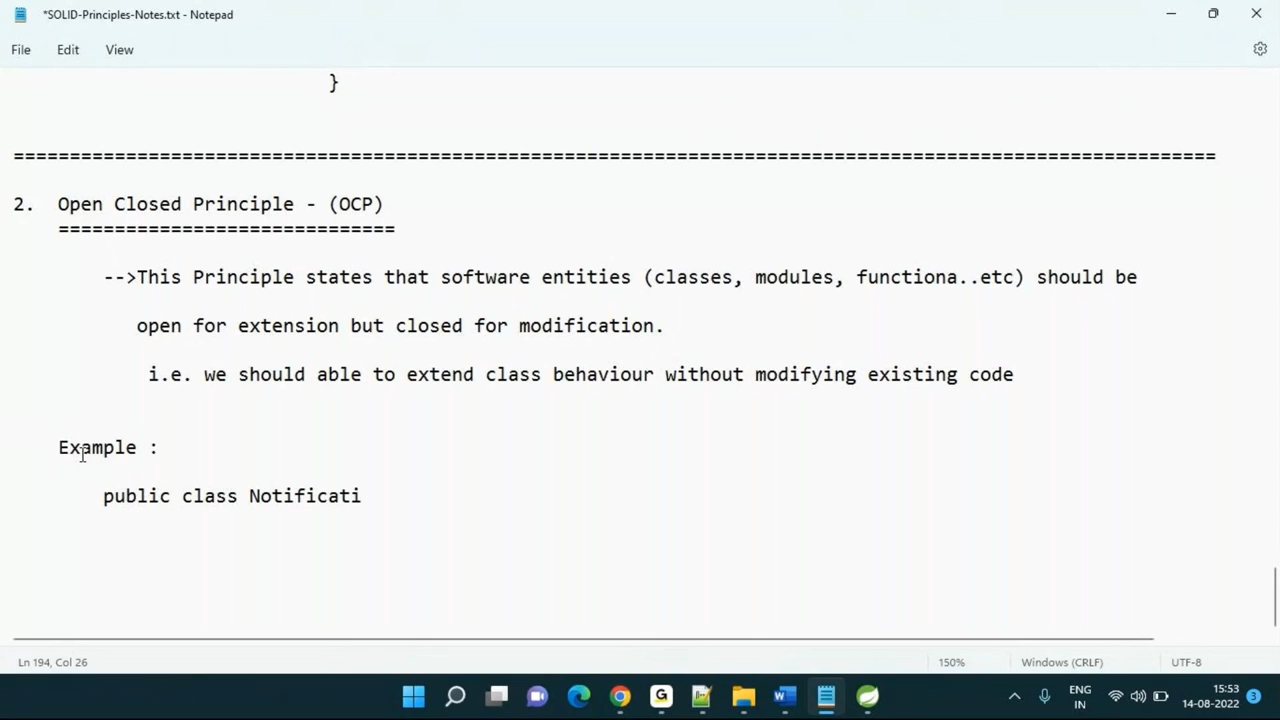 *SOLID-Principles-Notes.txt - Notepad
File Edit View
}
===========================================================================================================
2. Open Closed Principle - (OCP)
==============================
-->This Principle states that software entities (classes, modules, functiona..etc) should be
open for extension but closed for modification.
i.e. we should able to extend class behaviour without modifying existing code
Example :
public class Notificati
Ln 194, Col 26 150% Windows (CRLF) UTF-8
ENG 15:53
IN 14-08-2022 3